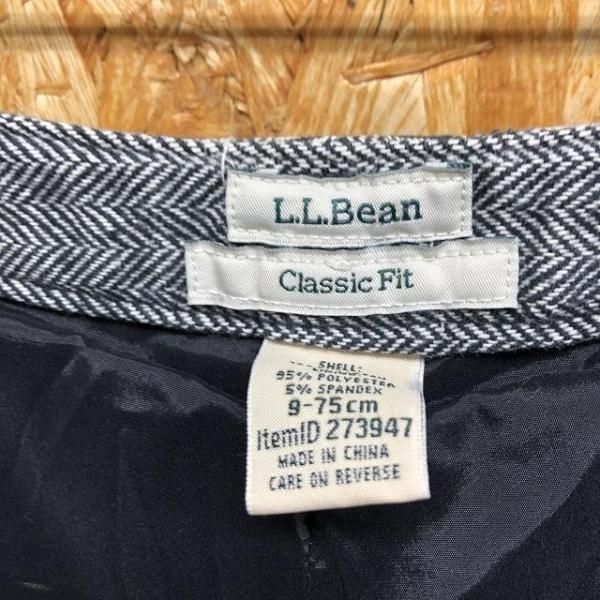 L.L.Bean
Classic Fit
SHELL:
95% POLYESTER
5% SPANDEX
9-75cm
ItemID 273947
MADE IN CHINA
CARE ON REVERSE